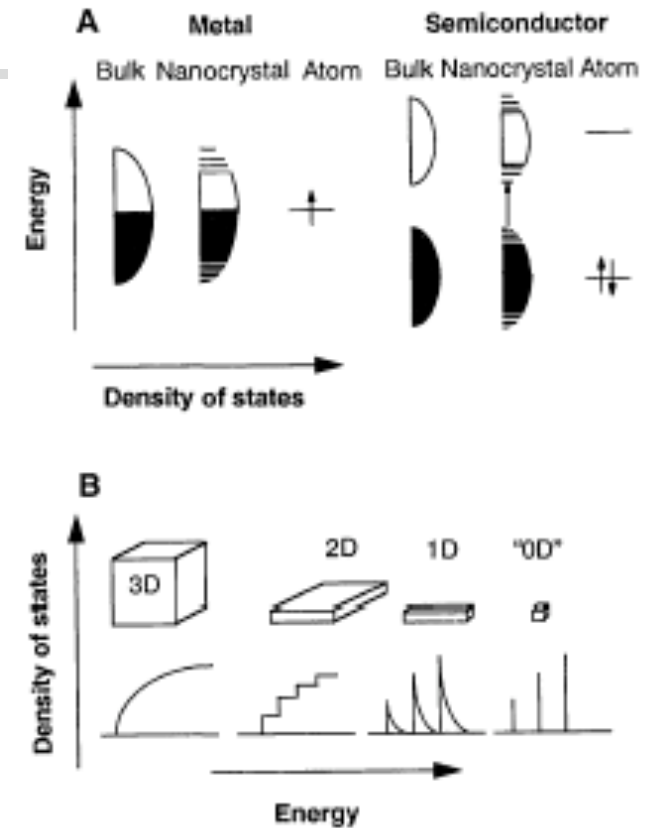 A
Metal
Semiconductor
Bulk Nanocrystal Atom
Bulk Nanocrystal Atom
Energy
Density of states
B
3D
2D
1D
"0D"
Density of states
Energy